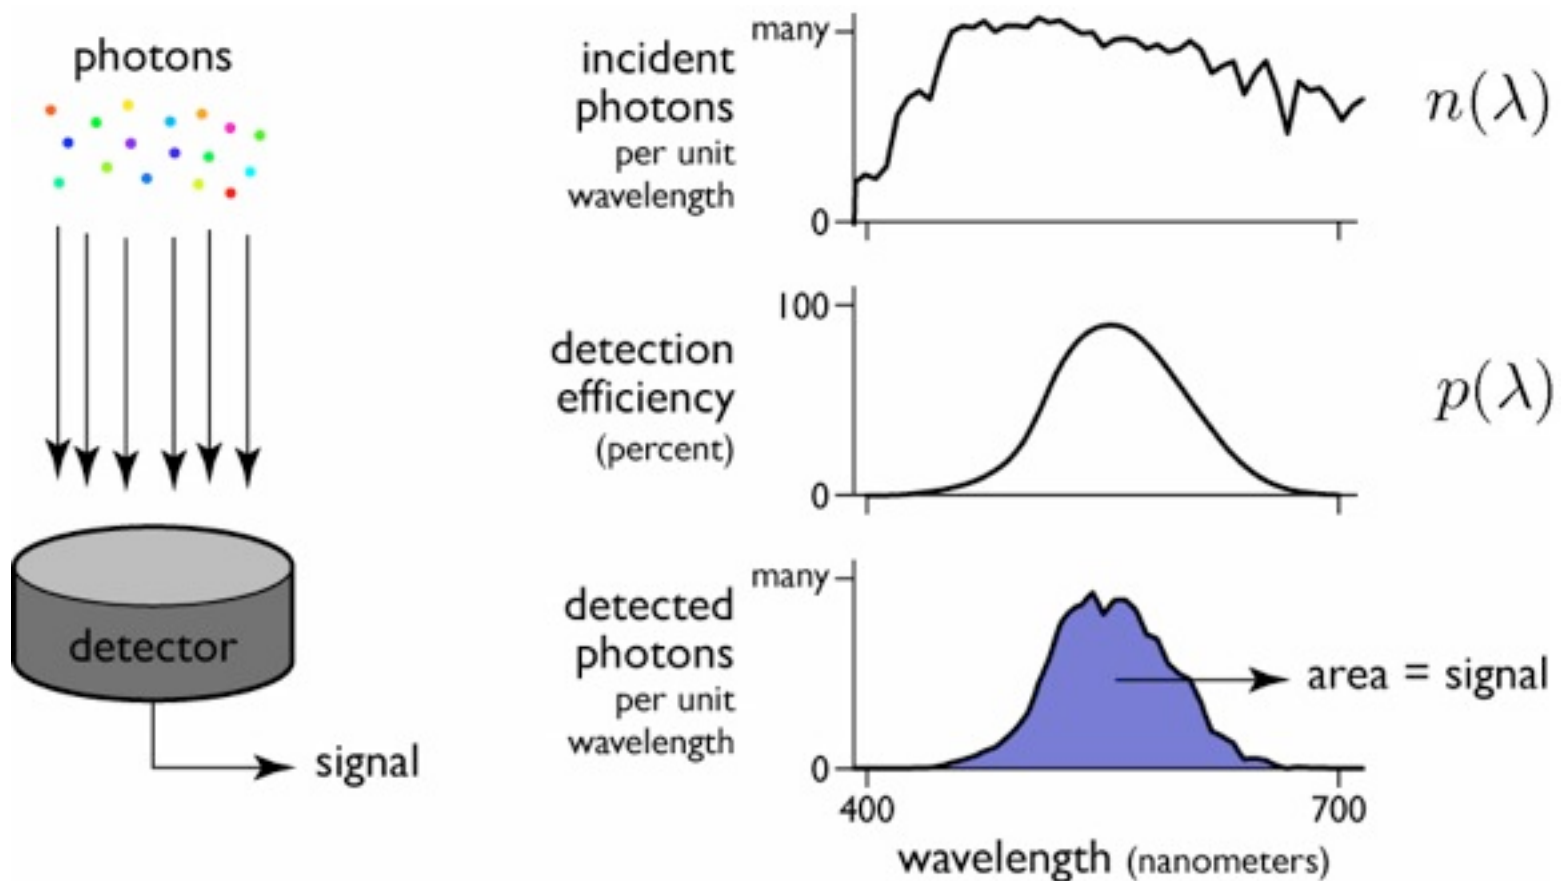 photons
detector
signal
incident
photons
per unit
wavelength
many
0
n(λ)
detection
efficiency
(percent)
100
0
p(λ)
detected
photons
per unit
wavelength
many
0
area = signal
400
700
wavelength (nanometers)